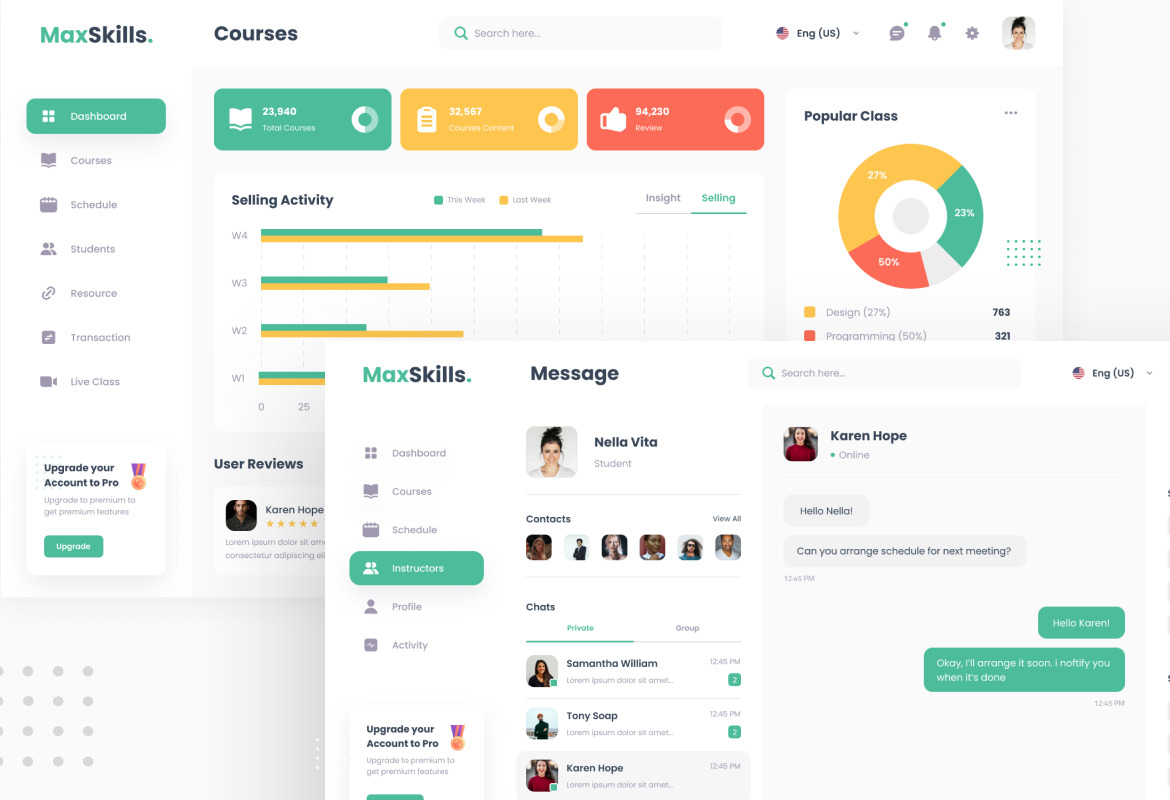 MaxSkills.
Courses
Search here...
Eng (US)
Dashboard
Courses
Schedule
Students
Resource
Transaction
Live Class
Upgrade your
Account to Pro
Upgrade to premium to
get premium features
Upgrade
23,940
Total Courses
32,567
Courses Content
94,230
Review
Selling Activity
This Week
Last Week
Insight
Selling
W4
W3
W2
W1
0
25
Popular Class
27%
23%
50%
Design (27%)
763
Programming (50%)
321
User Reviews
Karen Hope
Lorem ipsum dolor sit am
consectetur adipiscing eli
MaxSkills.
Message
Search here...
Eng (US)
Dashboard
Courses
Schedule
Instructors
Profile
Activity
Upgrade your
Account to Pro
Upgrade to premium to
get premium features
Nella Vita
Student
Contacts
View All
Chats
Private
Group
Samantha William
12:45 PM
Lorem ipsum dolor sit amet...
2
Tony Soap
12:45 PM
Lorem ipsum dolor sit amet...
2
Karen Hope
12:45 PM
Lorem ipsum dolor sit amet...
Karen Hope
Online
Hello Nella!
Can you arrange schedule for next meeting?
12:45 PM
Hello Karen!
Okay, I'll arrange it soon. i noftify you
when it's done
12:45 PM